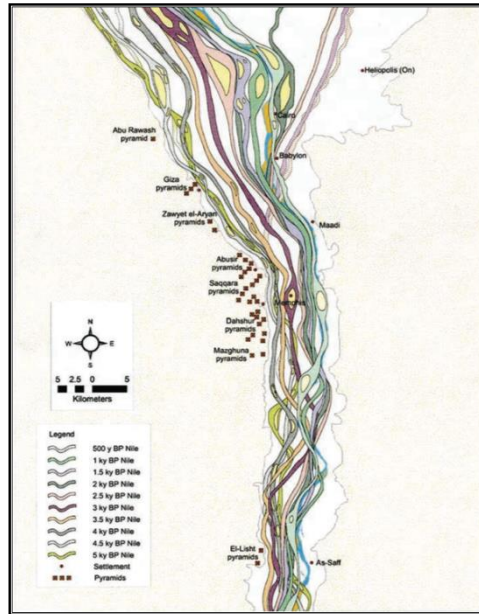 Heliopolis (On)
Cairo
Abu Rawash
pyramid
Babylon
Giza
pyramids
Zawyet el-Aryan
pyramids
Maadi
Abusir
pyramids
Saqqara
pyramids
Memphis
Dahshur
pyramids
Mazghuna
pyramids
N
W E
S
5 2.5 0 5
Kilometers
Legend
500 y BP Nile
1 ky BP Nile
1.5 ky BP Nile
2 ky BP Nile
2.5 ky BP Nile
3 ky BP Nile
3.5 ky BP Nile
4 ky BP Nile
4.5 ky BP Nile
5 ky BP Nile
Settlement
Pyramids
El-Lisht
pyramids
As-Saff